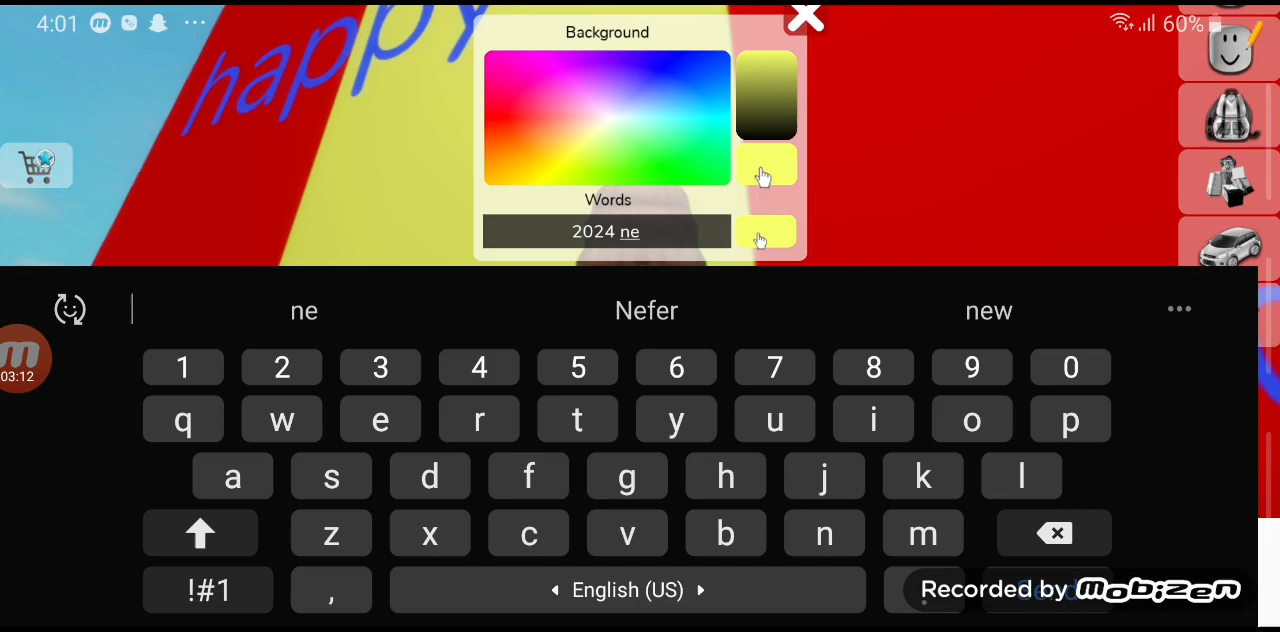 4:01
60%
happy
Background
Words
2024 ne
ne Nefer new
03:12
1 2 3 4 5 6 7 8 9 0
q w e r t y u i o p
a s d f g h j k l
z x c v b n m
!#1 , English (US) .
Recorded by mobizen